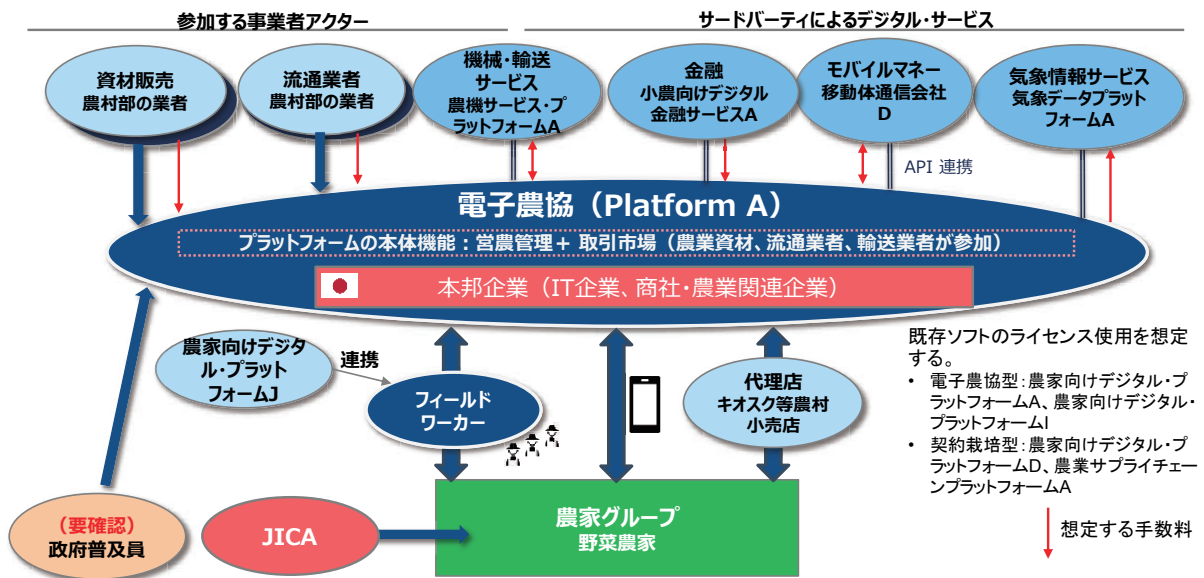 参加する事業者アクター
サードパーティによるデジタル・サービス
資材販売
農村部の業者
流通業者
農村部の業者
機械・輸送
サービス
農機サービス・プ
ラットフォームA
金融
小農向けデジタル
金融サービスA
モバイルマネー
移動体通信会社
D
気象情報サービス
気象データプラット
フォームA
API 連携
電子農協（Platform A）
プラットフォームの本体機能：営農管理＋ 取引市場（農業資材、流通業者、輸送業者が参加）
本邦企業（IT企業、商社・農業関連企業）
農家向けデジタ
ル・プラット
フォームJ
連携
フィールド
ワーカー
代理店
キオスク等農村
小売店
既存ソフトのライセンス使用を想定
する。
• 電子農協型：農家向けデジタル・プ
ラットフォームA、農家向けデジタル・
プラットフォームI
• 契約栽培型：農家向けデジタル・プ
ラットフォームD、農業サプライチェー
ンプラットフォームA
想定する手数料
（要確認）
政府普及員
JICA
農家グループ
野菜農家